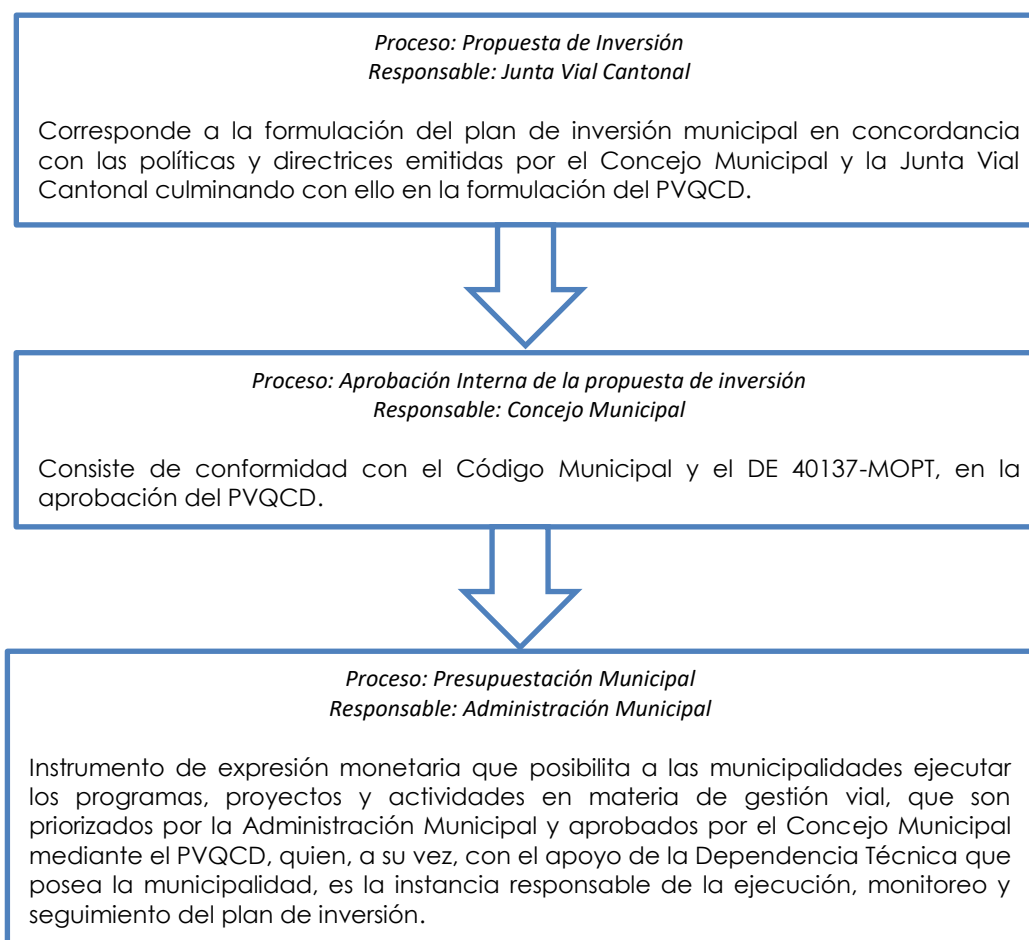 Proceso: Propuesta de Inversión
Responsable: Junta Vial Cantonal
Corresponde a la formulación del plan de inversión municipal en concordancia
con las políticas y directrices emitidas por el Concejo Municipal y la Junta Vial
Cantonal culminando con ello en la formulación del PVQCD.
Proceso: Aprobación Interna de la propuesta de inversión
Responsable: Concejo Municipal
Consiste de conformidad con el Código Municipal y el DE 40137-MOPT, en la
aprobación del PVQCD.
Proceso: Presupuestación Municipal
Responsable: Administración Municipal
Instrumento de expresión monetaria que posibilita a las municipalidades ejecutar
los programas, proyectos y actividades en materia de gestión vial, que son
priorizados por la Administración Municipal y aprobados por el Concejo Municipal
mediante el PVQCD, quien, a su vez, con el apoyo de la Dependencia Técnica que
posea la municipalidad, es la instancia responsable de la ejecución, monitoreo y
seguimiento del plan de inversión.